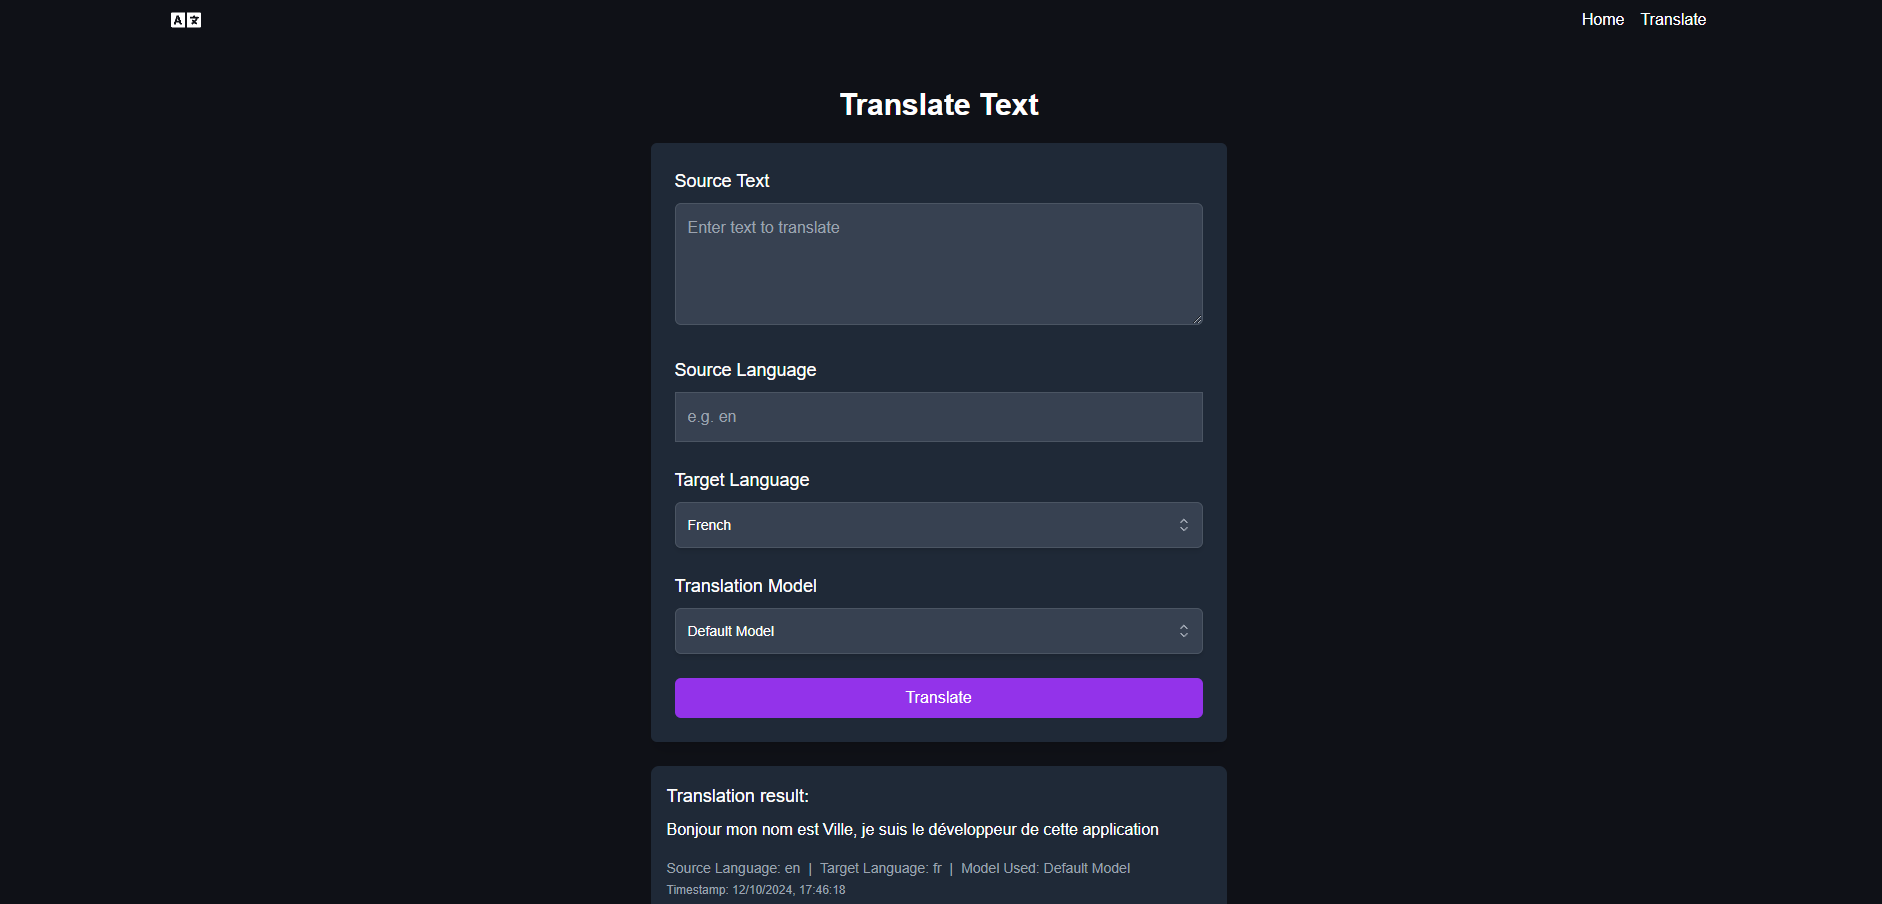 A 文
Home Translate
Translate Text
Source Text
Enter text to translate
Source Language
e.g. en
Target Language
French
Translation Model
Default Model
Translate
Translation result:
Bonjour mon nom est Ville, je suis le développeur de cette application
Source Language: en | Target Language: fr | Model Used: Default Model
Timestamp: 12/10/2024, 17:46:18